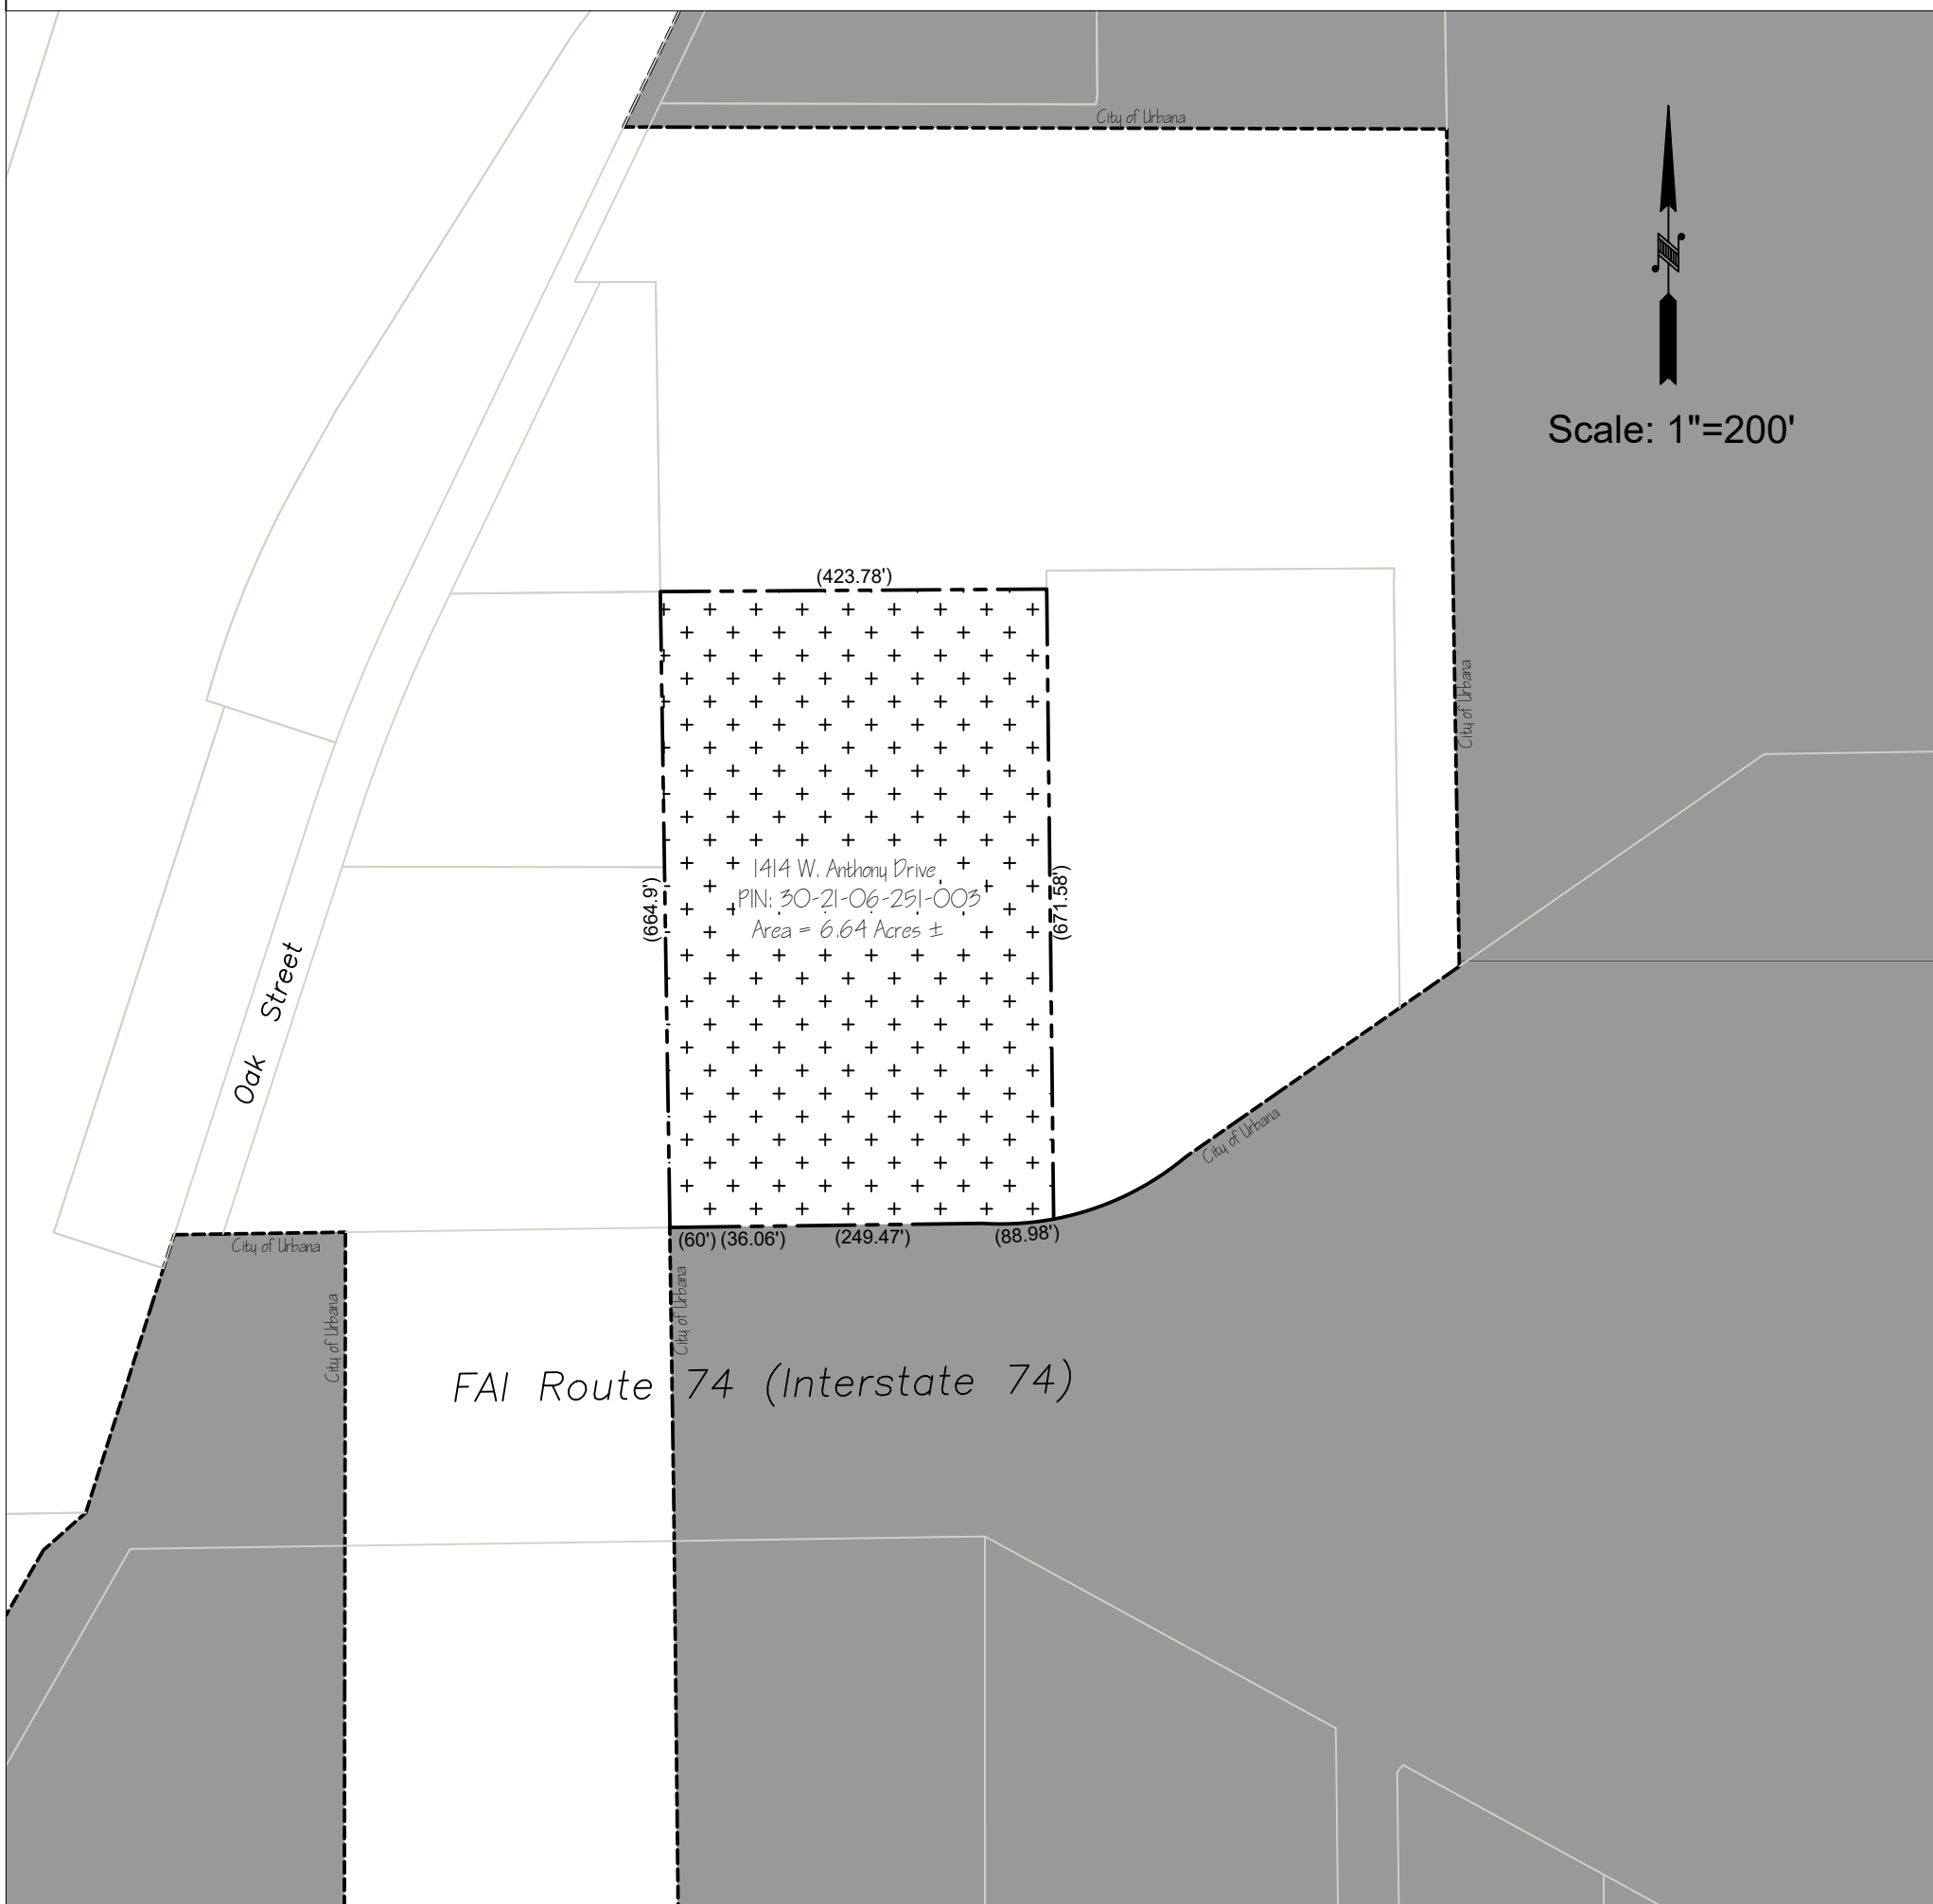 City of Urbana
Scale: 1"=200'
(423.78')
City of Urbana
1414 W. Anthony Drive
PIN: 30-21-06-251-003
Area = 6.64 Acres ±
(664.9')
(671.58')
Oak Street
City of Urbana
(60') (36.06') (249.47') (88.98')
City of Urbana
City of Urbana
City of Urbana
FAI Route 74 (Interstate 74)